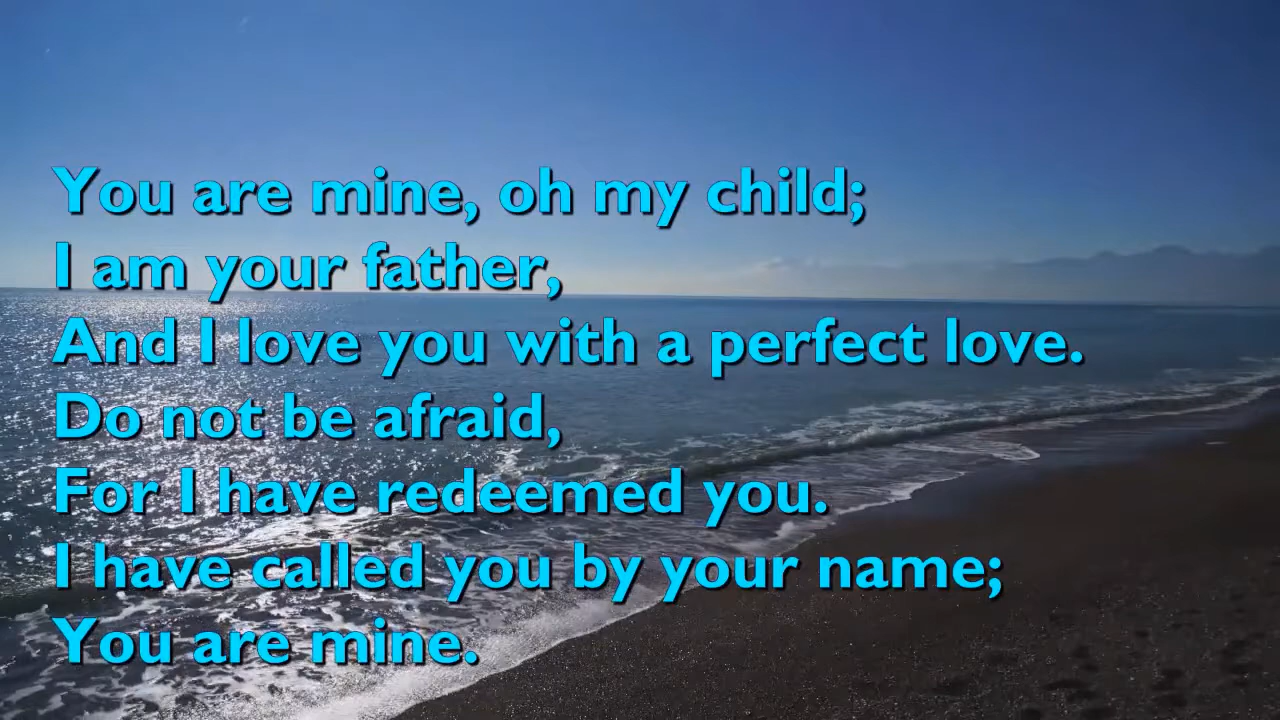 You are mine, oh my child;
I am your father,
And I love you with a perfect love.
Do not be afraid,
For I have redeemed you.
I have called you by your name;
You are mine.